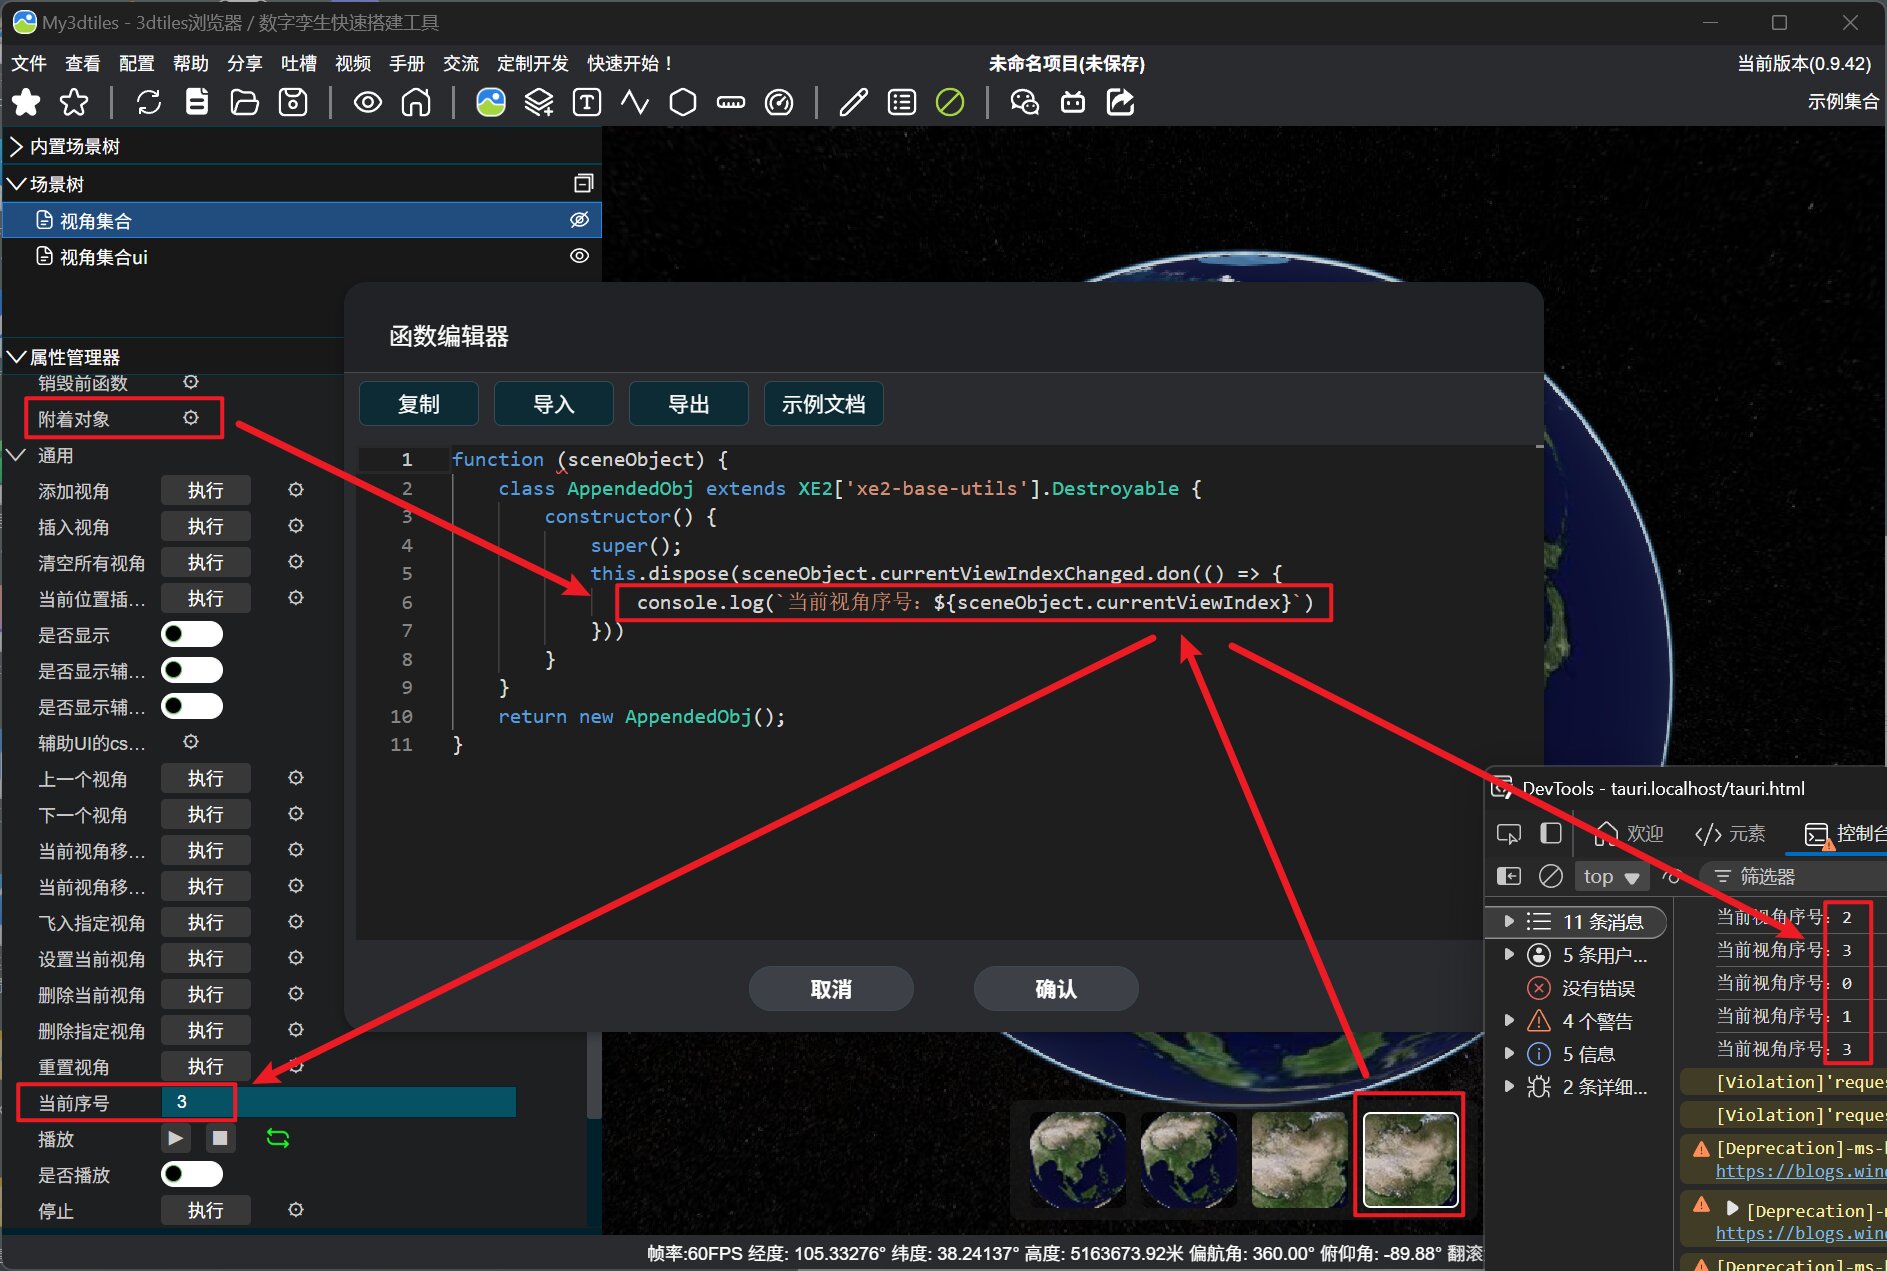 My3dtiles - 3dtiles浏览器 / 数字孪生快速搭建工具
文件 查看 配置 帮助 分享 吐槽 视频 手册 交流 定制开发 快速开始！
未命名项目(未保存)
当前版本(0.9.42)
示例集合
内置场景树
场景树
视角集合
视角集合ui
属性管理器
销毁前函数
附着对象
通用
添加视角 执行
插入视角 执行
清空所有视角 执行
当前位置插... 执行
是否显示
是否显示辅...
是否显示辅...
辅助UI的cs...
上一个视角 执行
下一个视角 执行
当前视角移... 执行
当前视角移... 执行
飞入指定视角 执行
设置当前视角 执行
删除当前视角 执行
删除指定视角 执行
重置视角 执行
当前序号 3
播放
是否播放
停止 执行
函数编辑器
复制 导入 导出 示例文档
1 function (sceneObject) {
2 class AppendedObj extends XE2['xe2-base-utils'].Destroyable {
3 constructor() {
4 super();
5 this.dispose(sceneObject.currentViewIndexChanged.don(() => {
6 console.log(`当前视角序号：${sceneObject.currentViewIndex}`)
7 }))
8 }
9 }
10 return new AppendedObj();
11 }
取消 确认
DevTools - tauri.localhost/tauri.html
欢迎 </> 元素 控制台
top 筛选器
11 条消息
5 条用户...
没有错误
4 个警告
5 信息
2 条详细...
当前视角序号：2
当前视角序号：3
当前视角序号：0
当前视角序号：1
当前视角序号：3
[Violation]'reques
[Violation]'reques
[Deprecation]-ms-h
https://blogs.wind
[Deprecation]-m
https://blogs.wind
[Deprecation]-ms-h
帧率:60FPS 经度: 105.33276° 纬度: 38.24137° 高度: 5163673.92米 偏航角: 360.00° 俯仰角: -89.88° 翻滚